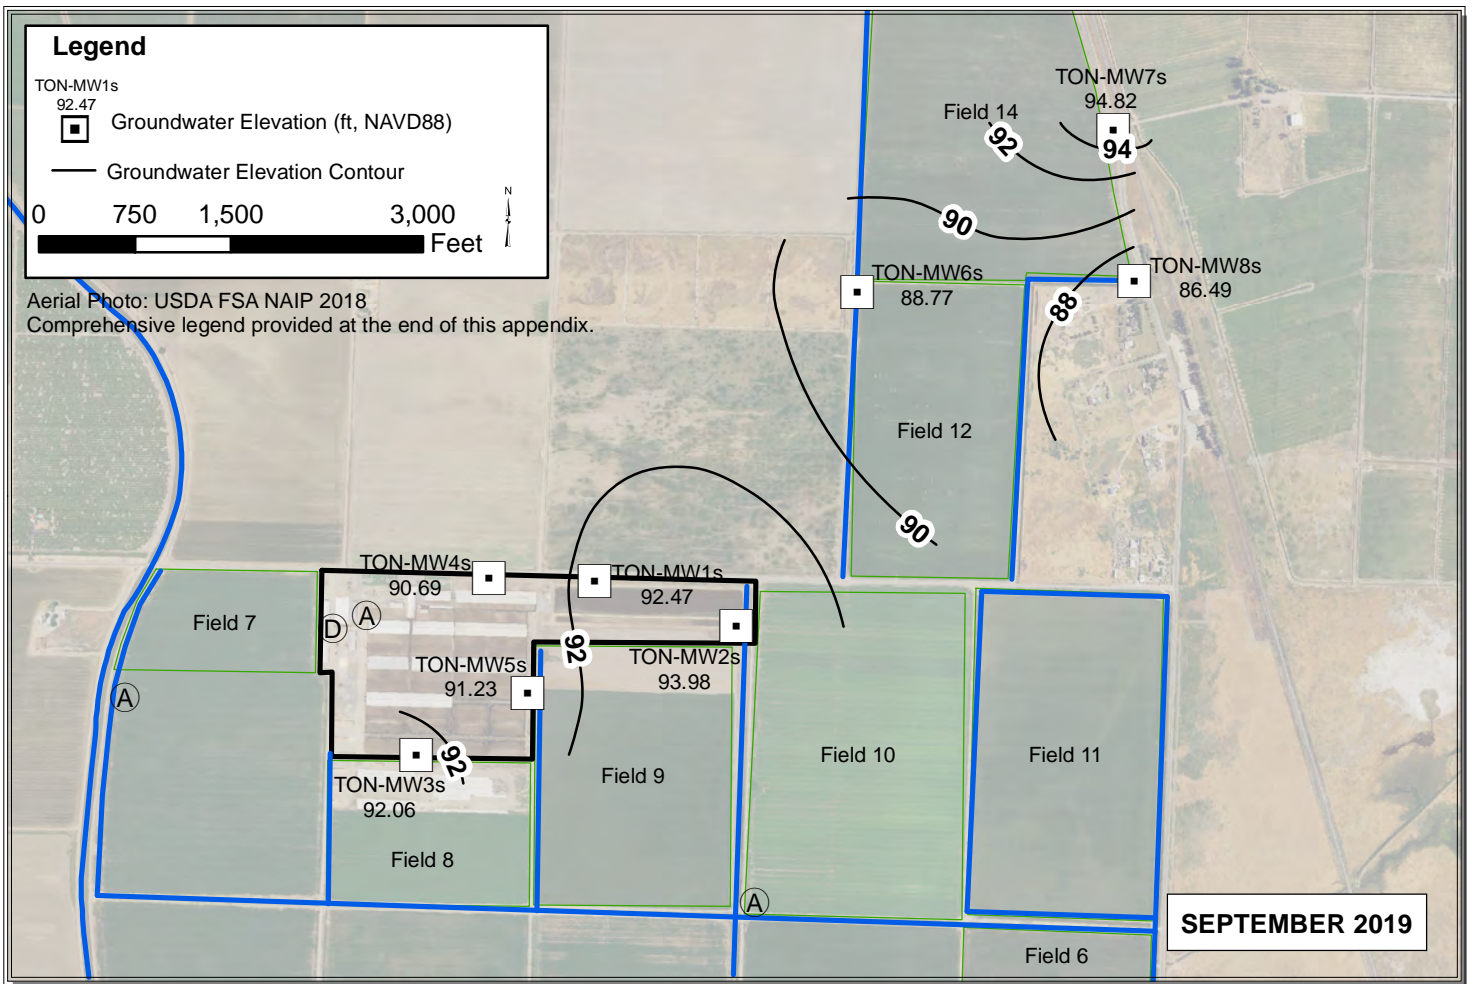 Legend
TON-MW1s
92.47
Groundwater Elevation (ft, NAVD88)
Groundwater Elevation Contour
N
0 750 1,500 3,000
Feet
Aerial Photo: USDA FSA NAIP 2018
Comprehensive legend provided at the end of this appendix.
TON-MW7s
94.82
Field 14
92
94
90
TON-MW6s
88.77
TON-MW8s
86.49
88
Field 12
90
TON-MW4s
90.69
TON-MW1s
92.47
Field 7
D
A
92
TON-MW2s
93.98
TON-MW5s
91.23
A
92
TON-MW3s
92.06
Field 9
Field 10
Field 11
Field 8
A
SEPTEMBER 2019
Field 6